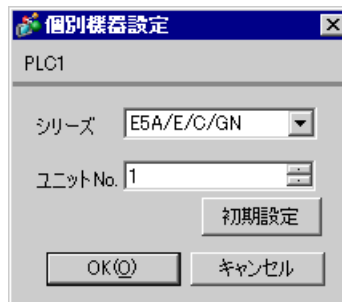 個別機器設定
PLC1
シリーズ E5A/E/C/GN
ユニットNo. 1
初期設定
OK(O) キャンセル